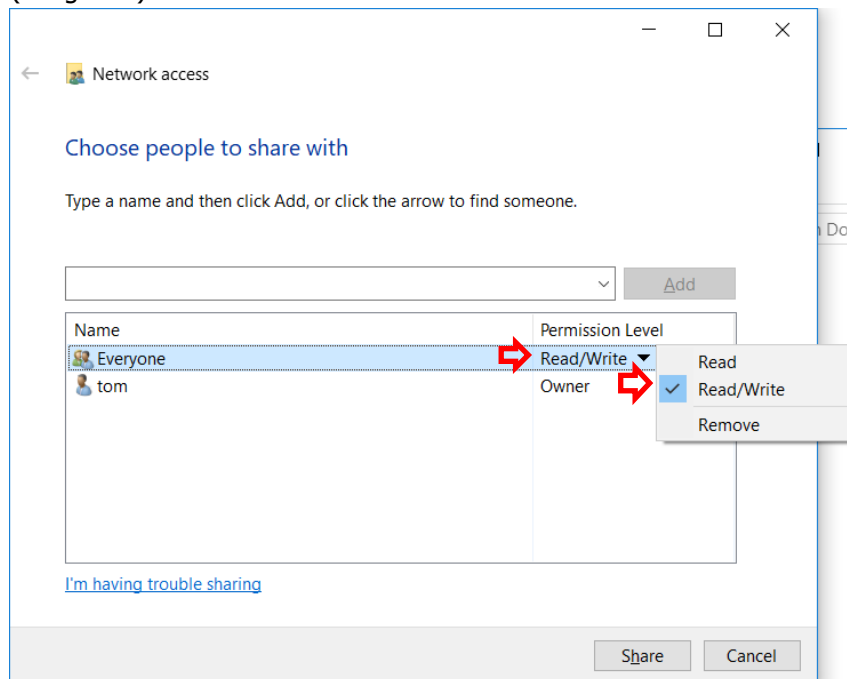 Network access
Choose people to share with
Type a name and then click Add, or click the arrow to find someone.
Add
Name Permission Level
Everyone Read/Write
tom Owner
Read
Read/Write
Remove
I'm having trouble sharing
Share Cancel